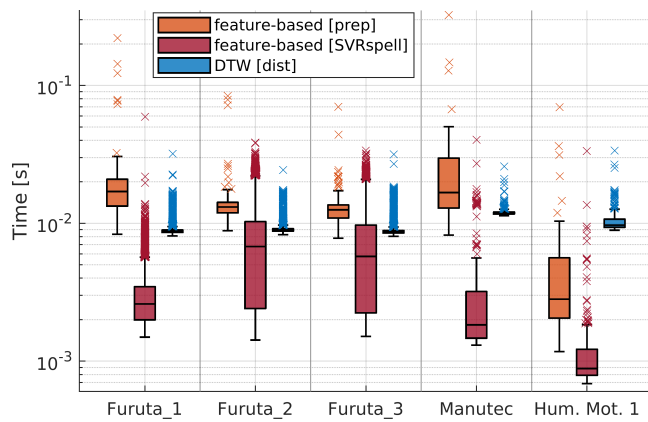 feature-based [prep]
feature-based [SVRspell]
DTW [dist]
Time [s]
10^-1
10^-2
10^-3
Furuta_1 Furuta_2 Furuta_3 Manutec Hum. Mot. 1